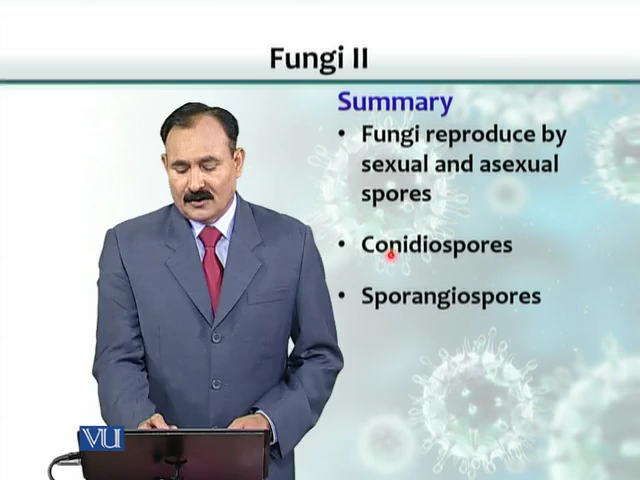 Fungi II
Summary
• Fungi reproduce by
sexual and asexual
spores
• Conidiospores
• Sporangiospores
VU